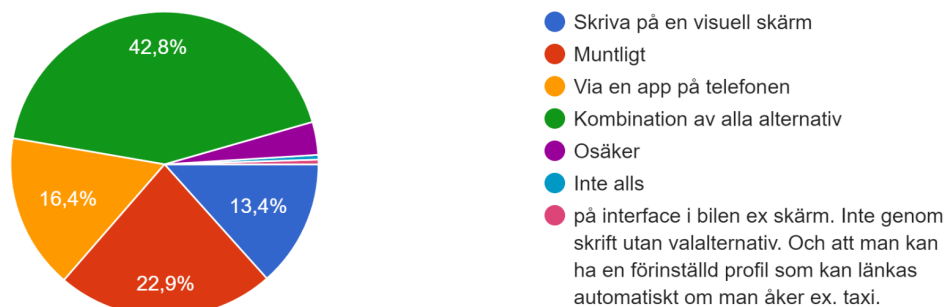 42,8%
16,4%
13,4%
22,9%
Skriva på en visuell skärm
Muntligt
Via en app på telefonen
Kombination av alla alternativ
Osäker
Inte alls
på interface i bilen ex skärm. Inte genom
skrift utan valalternativ. Och att man kan
ha en förinställd profil som kan länkas
automatiskt om man åker ex. taxi.